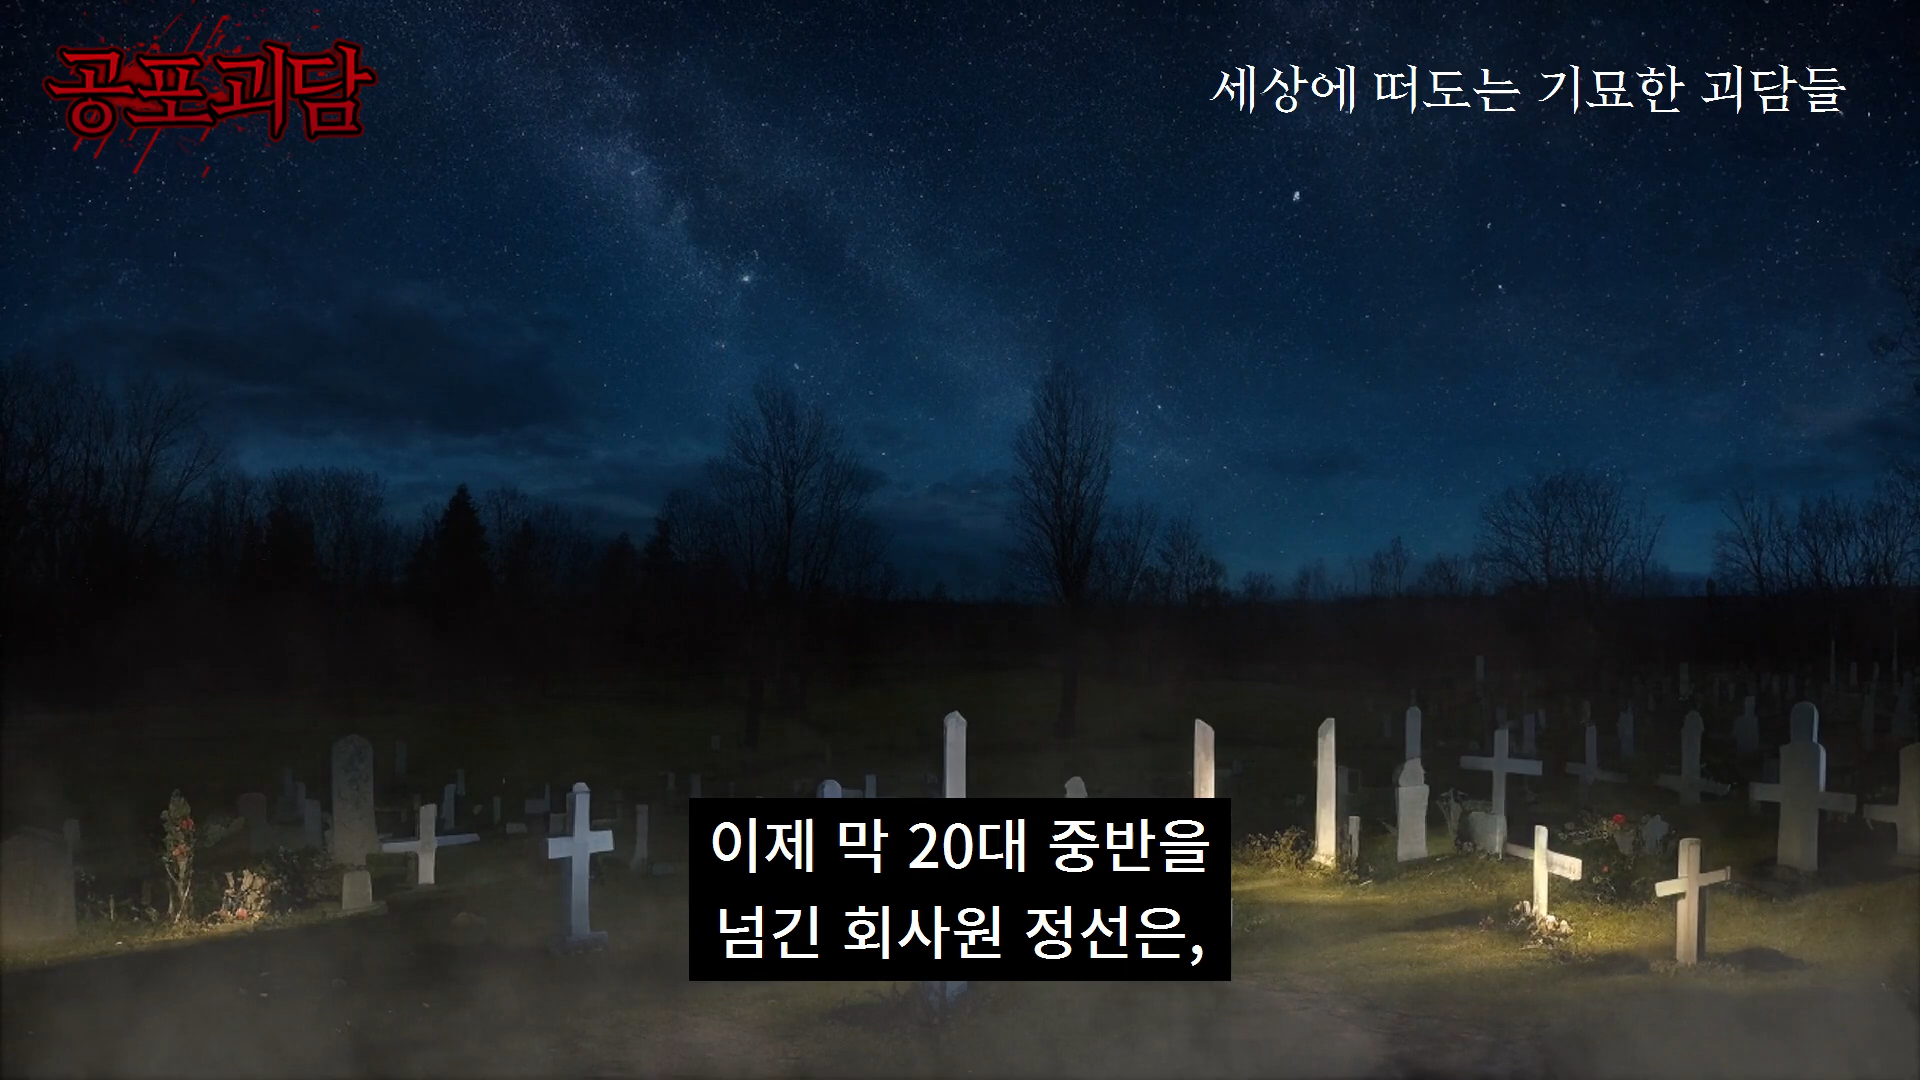 공포괴담
세상에 떠도는 기묘한 괴담들
이제 막 20대 중반을
넘긴 회사원 정선은,